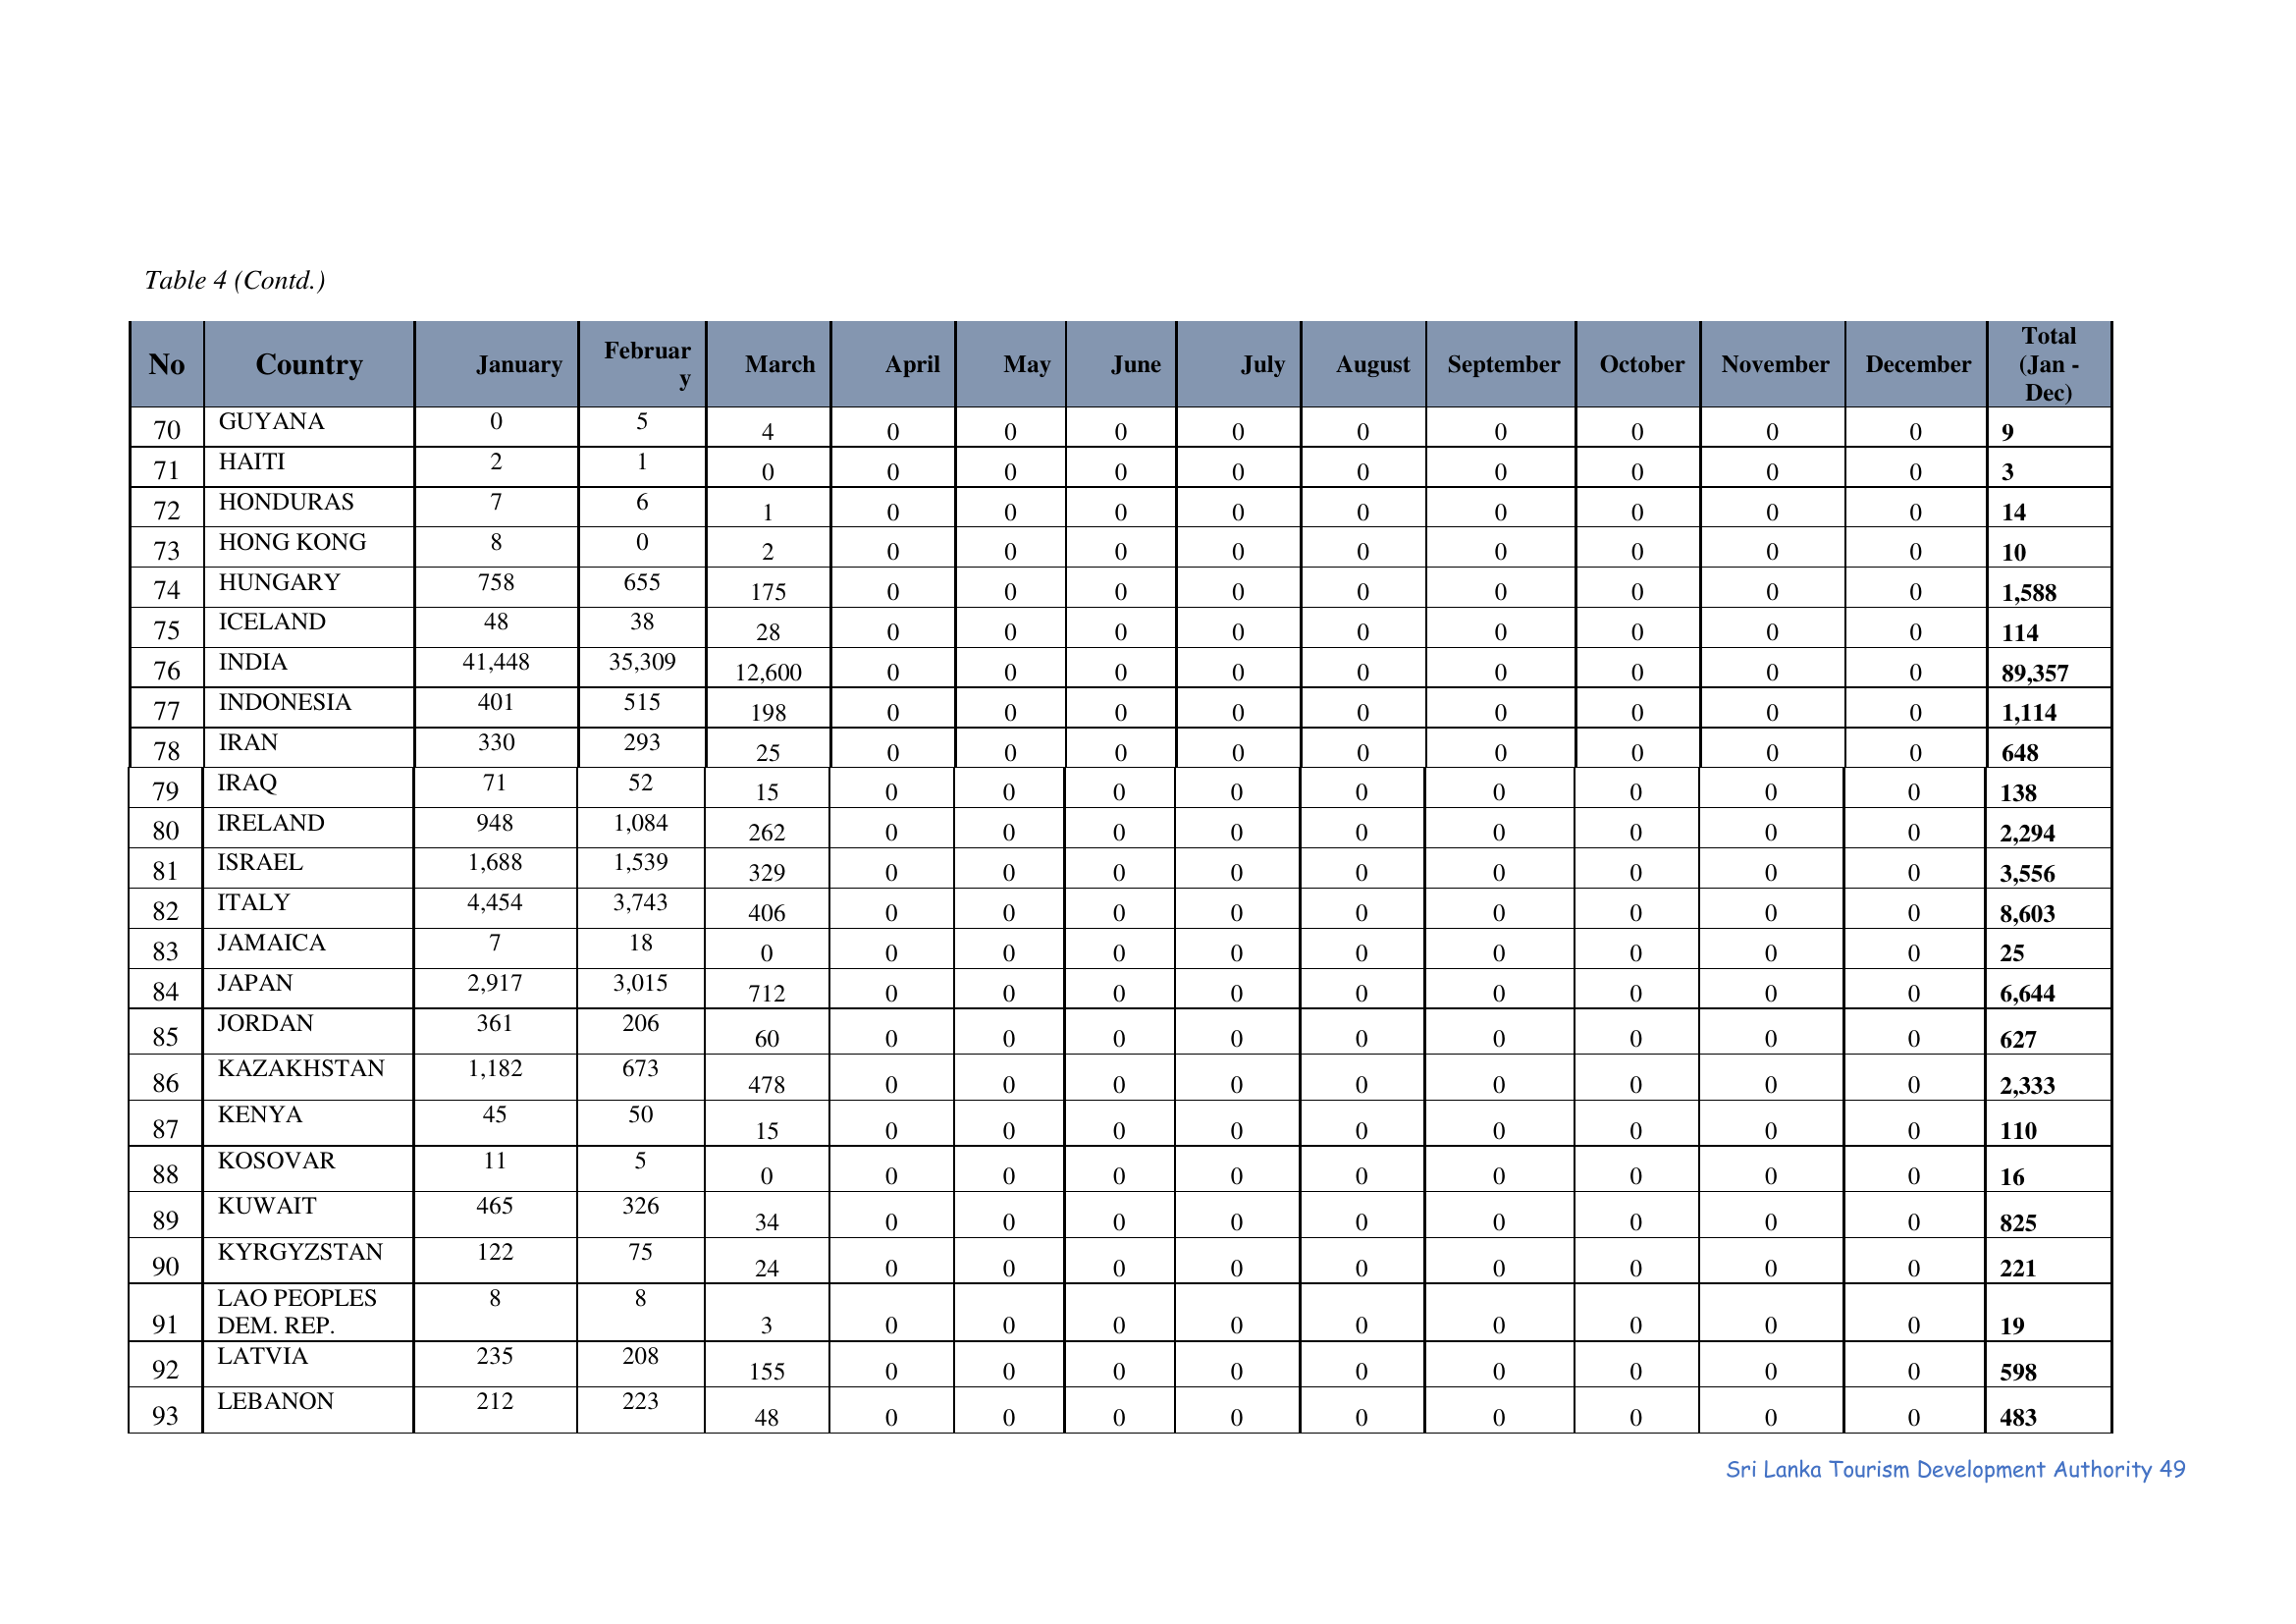 Table 4 (Contd.)
No Country January Februar y March April May June July August September October November December Total (Jan - Dec)
70 GUYANA 0 5 4 0 0 0 0 0 0 0 0 0 9
71 HAITI 2 1 0 0 0 0 0 0 0 0 0 0 3
72 HONDURAS 7 6 1 0 0 0 0 0 0 0 0 0 14
73 HONG KONG 8 0 2 0 0 0 0 0 0 0 0 0 10
74 HUNGARY 758 655 175 0 0 0 0 0 0 0 0 0 1,588
75 ICELAND 48 38 28 0 0 0 0 0 0 0 0 0 114
76 INDIA 41,448 35,309 12,600 0 0 0 0 0 0 0 0 0 89,357
77 INDONESIA 401 515 198 0 0 0 0 0 0 0 0 0 1,114
78 IRAN 330 293 25 0 0 0 0 0 0 0 0 0 648
79 IRAQ 71 52 15 0 0 0 0 0 0 0 0 0 138
80 IRELAND 948 1,084 262 0 0 0 0 0 0 0 0 0 2,294
81 ISRAEL 1,688 1,539 329 0 0 0 0 0 0 0 0 0 3,556
82 ITALY 4,454 3,743 406 0 0 0 0 0 0 0 0 0 8,603
83 JAMAICA 7 18 0 0 0 0 0 0 0 0 0 0 25
84 JAPAN 2,917 3,015 712 0 0 0 0 0 0 0 0 0 6,644
85 JORDAN 361 206 60 0 0 0 0 0 0 0 0 0 627
86 KAZAKHSTAN 1,182 673 478 0 0 0 0 0 0 0 0 0 2,333
87 KENYA 45 50 15 0 0 0 0 0 0 0 0 0 110
88 KOSOVAR 11 5 0 0 0 0 0 0 0 0 0 0 16
89 KUWAIT 465 326 34 0 0 0 0 0 0 0 0 0 825
90 KYRGYZSTAN 122 75 24 0 0 0 0 0 0 0 0 0 221
91 LAO PEOPLES DEM. REP. 8 8 3 0 0 0 0 0 0 0 0 0 19
92 LATVIA 235 208 155 0 0 0 0 0 0 0 0 0 598
93 LEBANON 212 223 48 0 0 0 0 0 0 0 0 0 483
Sri Lanka Tourism Development Authority 49